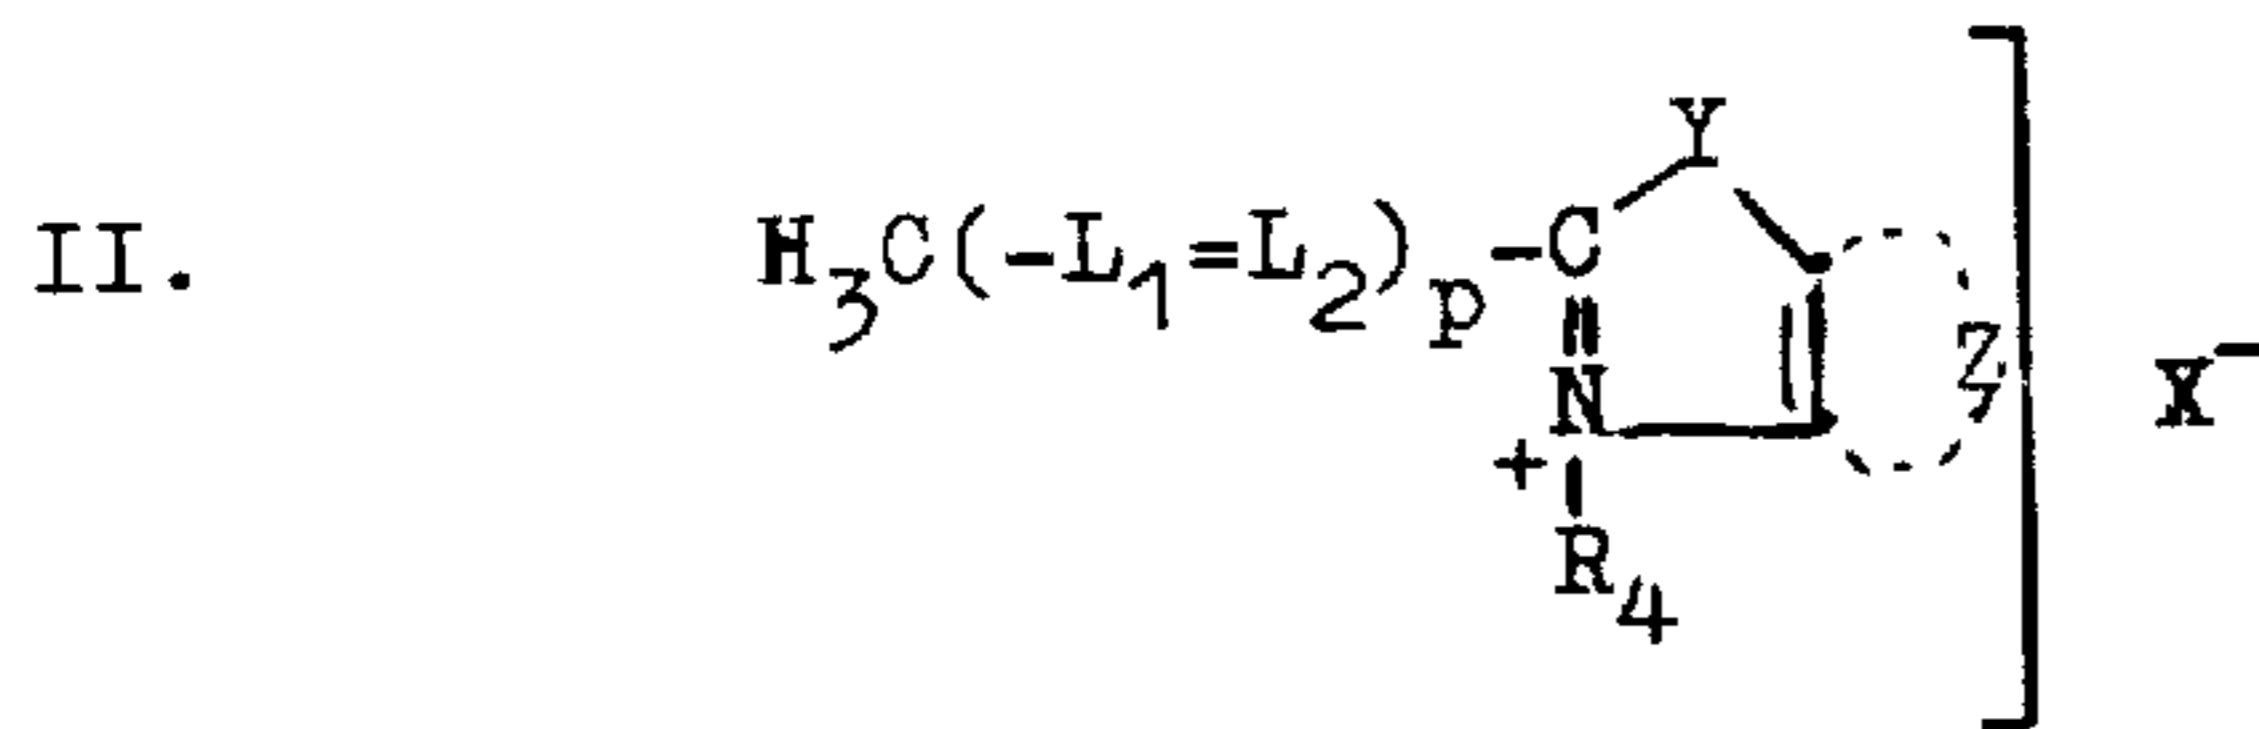 Y
II. H₃C(-L₁=L₂)ₚ-C
Z
N
X⁻
+
R₄